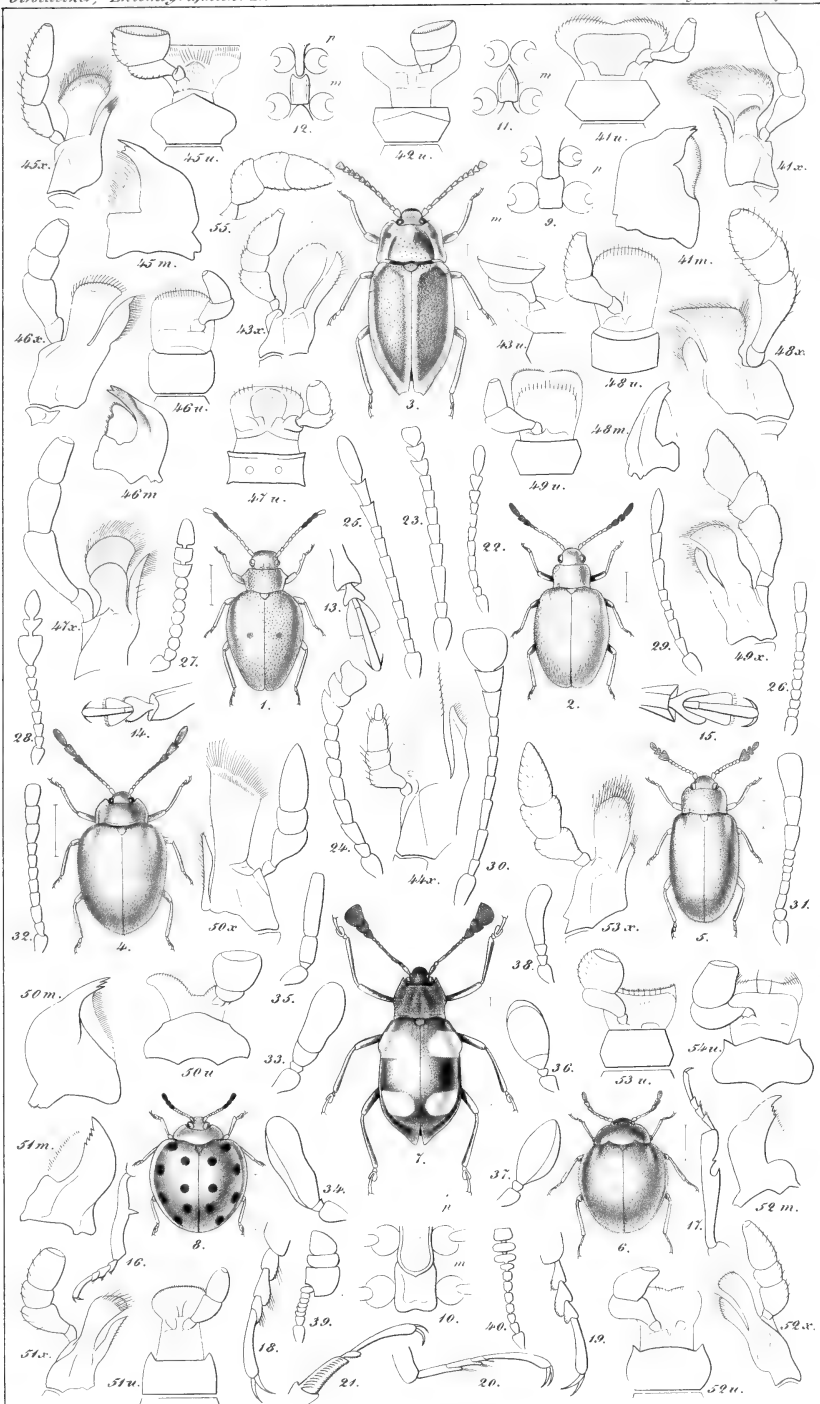 p
p
45x.
45u.
12.
m
42u.
11.
m
41u.
41x.
55.
m
9.
p
45m.
41m.
46x.
43x.
43u.
48x.
46u.
3.
48u.
46m
47u.
49u.
48m.
25.
23.
22.
47x.
27.
13.
29.
49x.
28.
14.
1.
2.
15.
26.
24.
44x.
30.
32.
4.
50x
53x.
5.
31.
35.
38.
50m.
50u
33.
36.
53u.
54u.
51m.
34.
7.
37.
17.
52m.
16.
8.
p
6.
m
51x.
39.
10.
40.
19.
52x.
18.
51u.
21.
20.
52u.